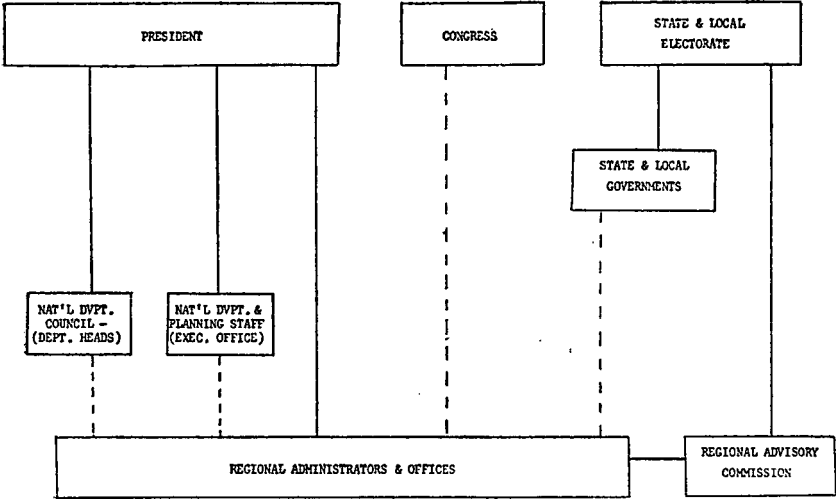 PRESIDENT
CONGRESS
STATE & LOCAL
ELECTORATE
STATE & LOCAL
GOVERNMENTS
NAT'L DVPT.
COUNCIL -
(DEPT. HEADS)
NAT'L DVPT. &
PLANNING STAFF
(EXEC. OFFICE)
REGIONAL ADMINISTRATORS & OFFICES
REGIONAL ADVISORY
COMMISSION